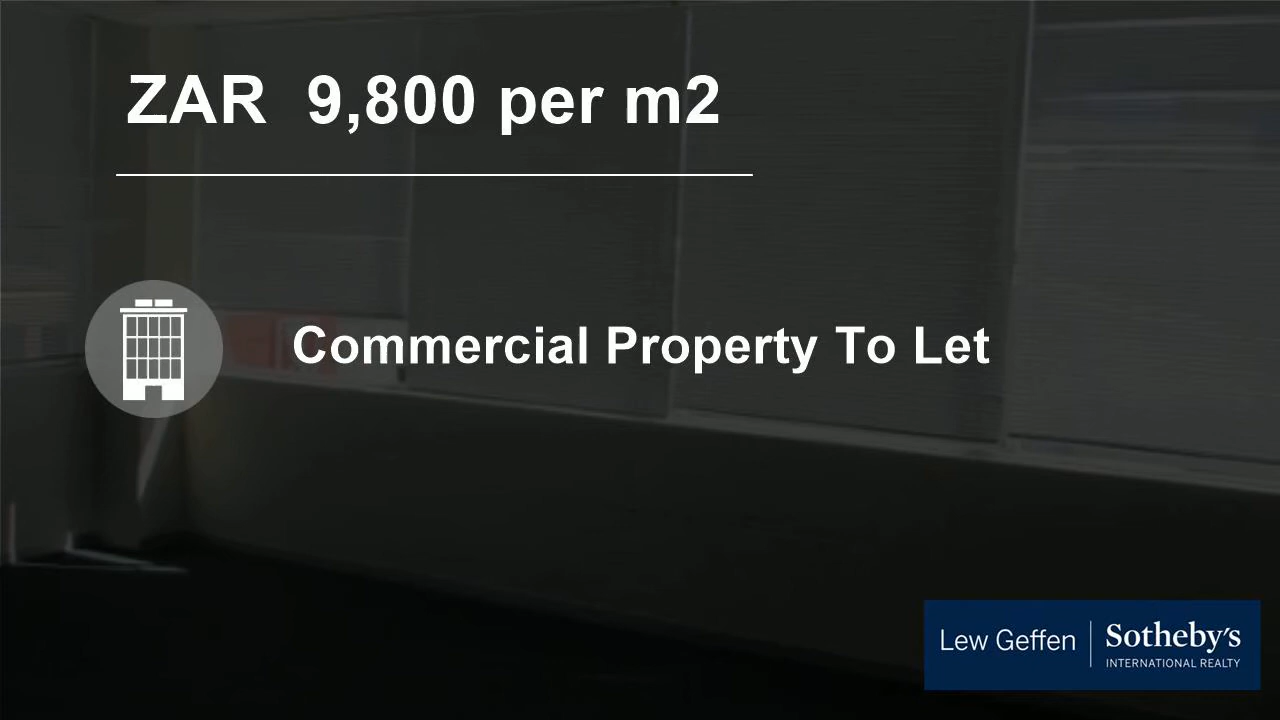 ZAR 9,800 per m2
Commercial Property To Let
Lew Geffen
Sotheby's
INTERNATIONAL REALTY